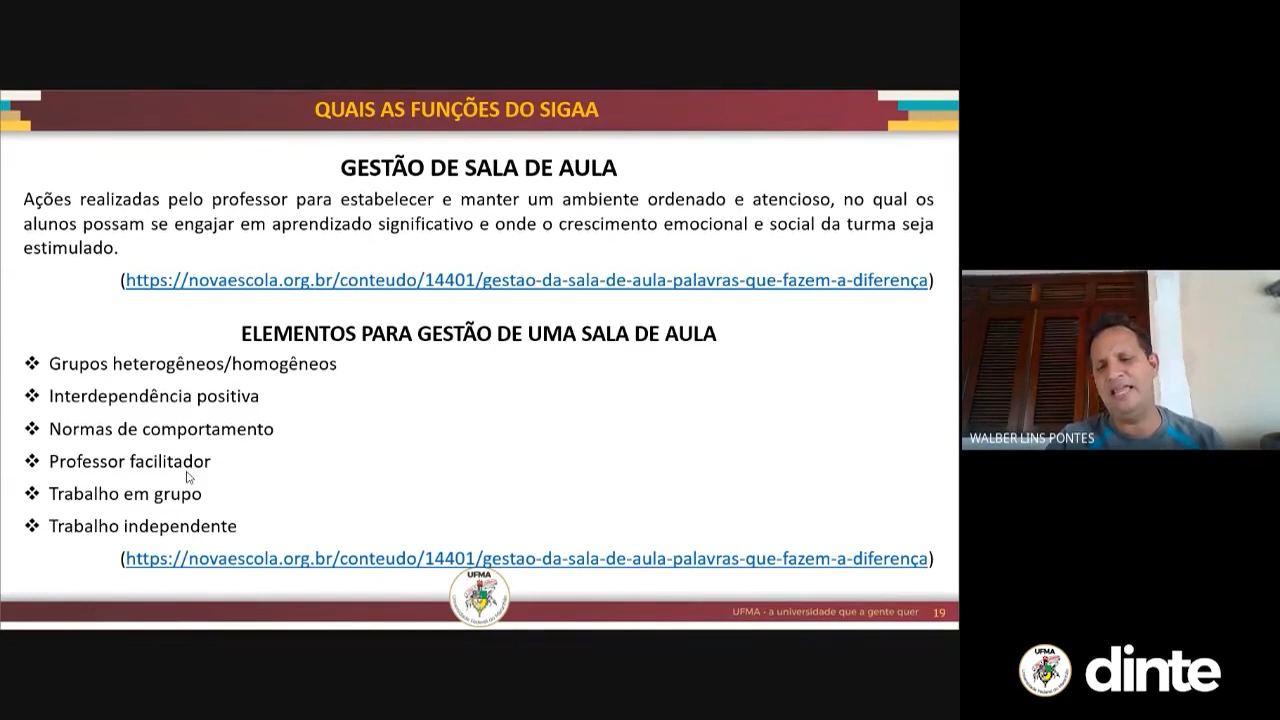 QUAIS AS FUNÇÕES DO SIGAA
GESTÃO DE SALA DE AULA
Ações realizadas pelo professor para estabelecer e manter um ambiente ordenado e atencioso, no qual os
alunos possam se engajar em aprendizado significativo e onde o crescimento emocional e social da turma seja
estimulado.
(https://novaescola.org.br/conteudo/14401/gestao-da-sala-de-aula-palavras-que-fazem-a-diferença)
ELEMENTOS PARA GESTÃO DE UMA SALA DE AULA
❖ Grupos heterogêneos/homogêneos
❖ Interdependência positiva
❖ Normas de comportamento
❖ Professor facilitador
❖ Trabalho em grupo
❖ Trabalho independente
(https://novaescola.org.br/conteudo/14401/gestao-da-sala-de-aula-palavras-que-fazem-a-diferença)
UFMA
UFMA - a universidade que a gente quer 19
WALBER LINS PONTES
UFMA
dinte